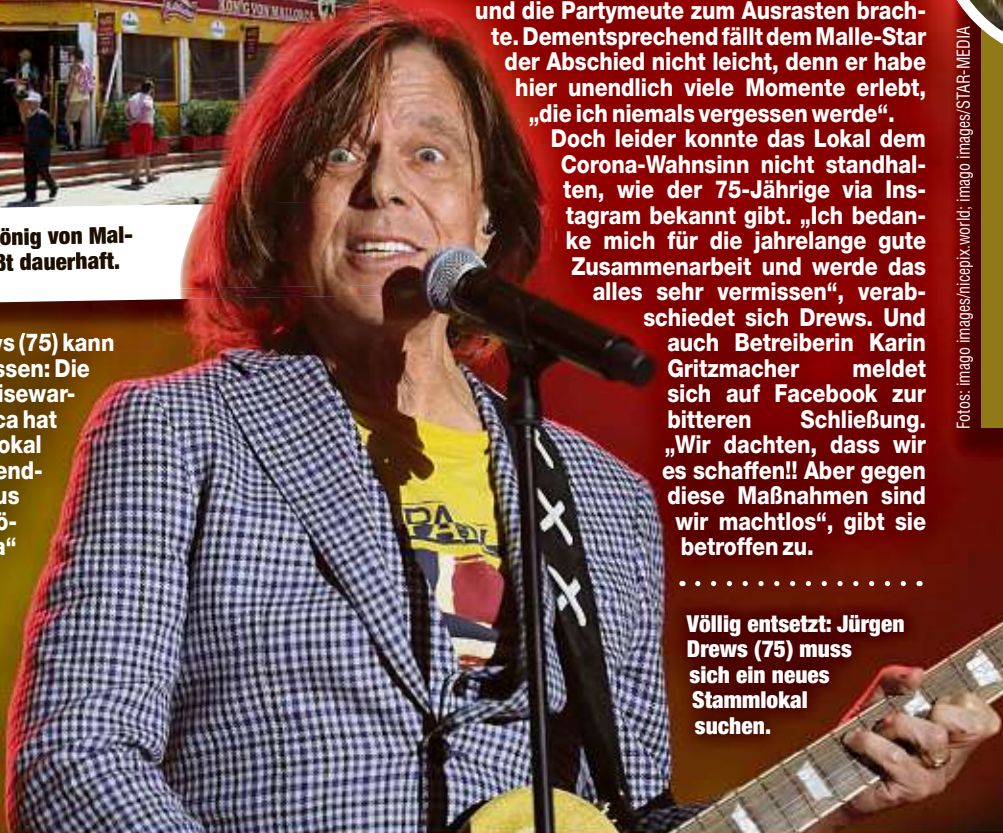 KÖNIG VON MALLORCA
önig von Mal-
ßt dauerhaft.
ws (75) kann
ssen: Die
isewar-
ca hat
okal
end-
us
ö-
a“
und die Partymeute zum Ausrasten brach-
te. Dementsprechend fällt dem Malle-Star
der Abschied nicht leicht, denn er habe
hier unendlich viele Momente erlebt,
„die ich niemals vergessen werde“.
Doch leider konnte das Lokal dem
Corona-Wahnsinn nicht standhal-
ten, wie der 75-Jährige via Ins-
tagram bekannt gibt. „Ich bedan-
ke mich für die jahrelange gute
Zusammenarbeit und werde das
alles sehr vermissen“, verab-
schiedet sich Drews. Und
auch Betreiberin Karin
Gritzmacher meldet
sich auf Facebook zur
bitteren Schließung.
„Wir dachten, dass wir
es schaffen!! Aber gegen
diese Maßnahmen sind
wir machtlos“, gibt sie
betroffen zu.
Völlig entsetzt: Jürgen
Drews (75) muss
sich ein neues
Stammlokal
suchen.
Fotos: imago images/nicepix.world; imago images/STAR-MEDIA